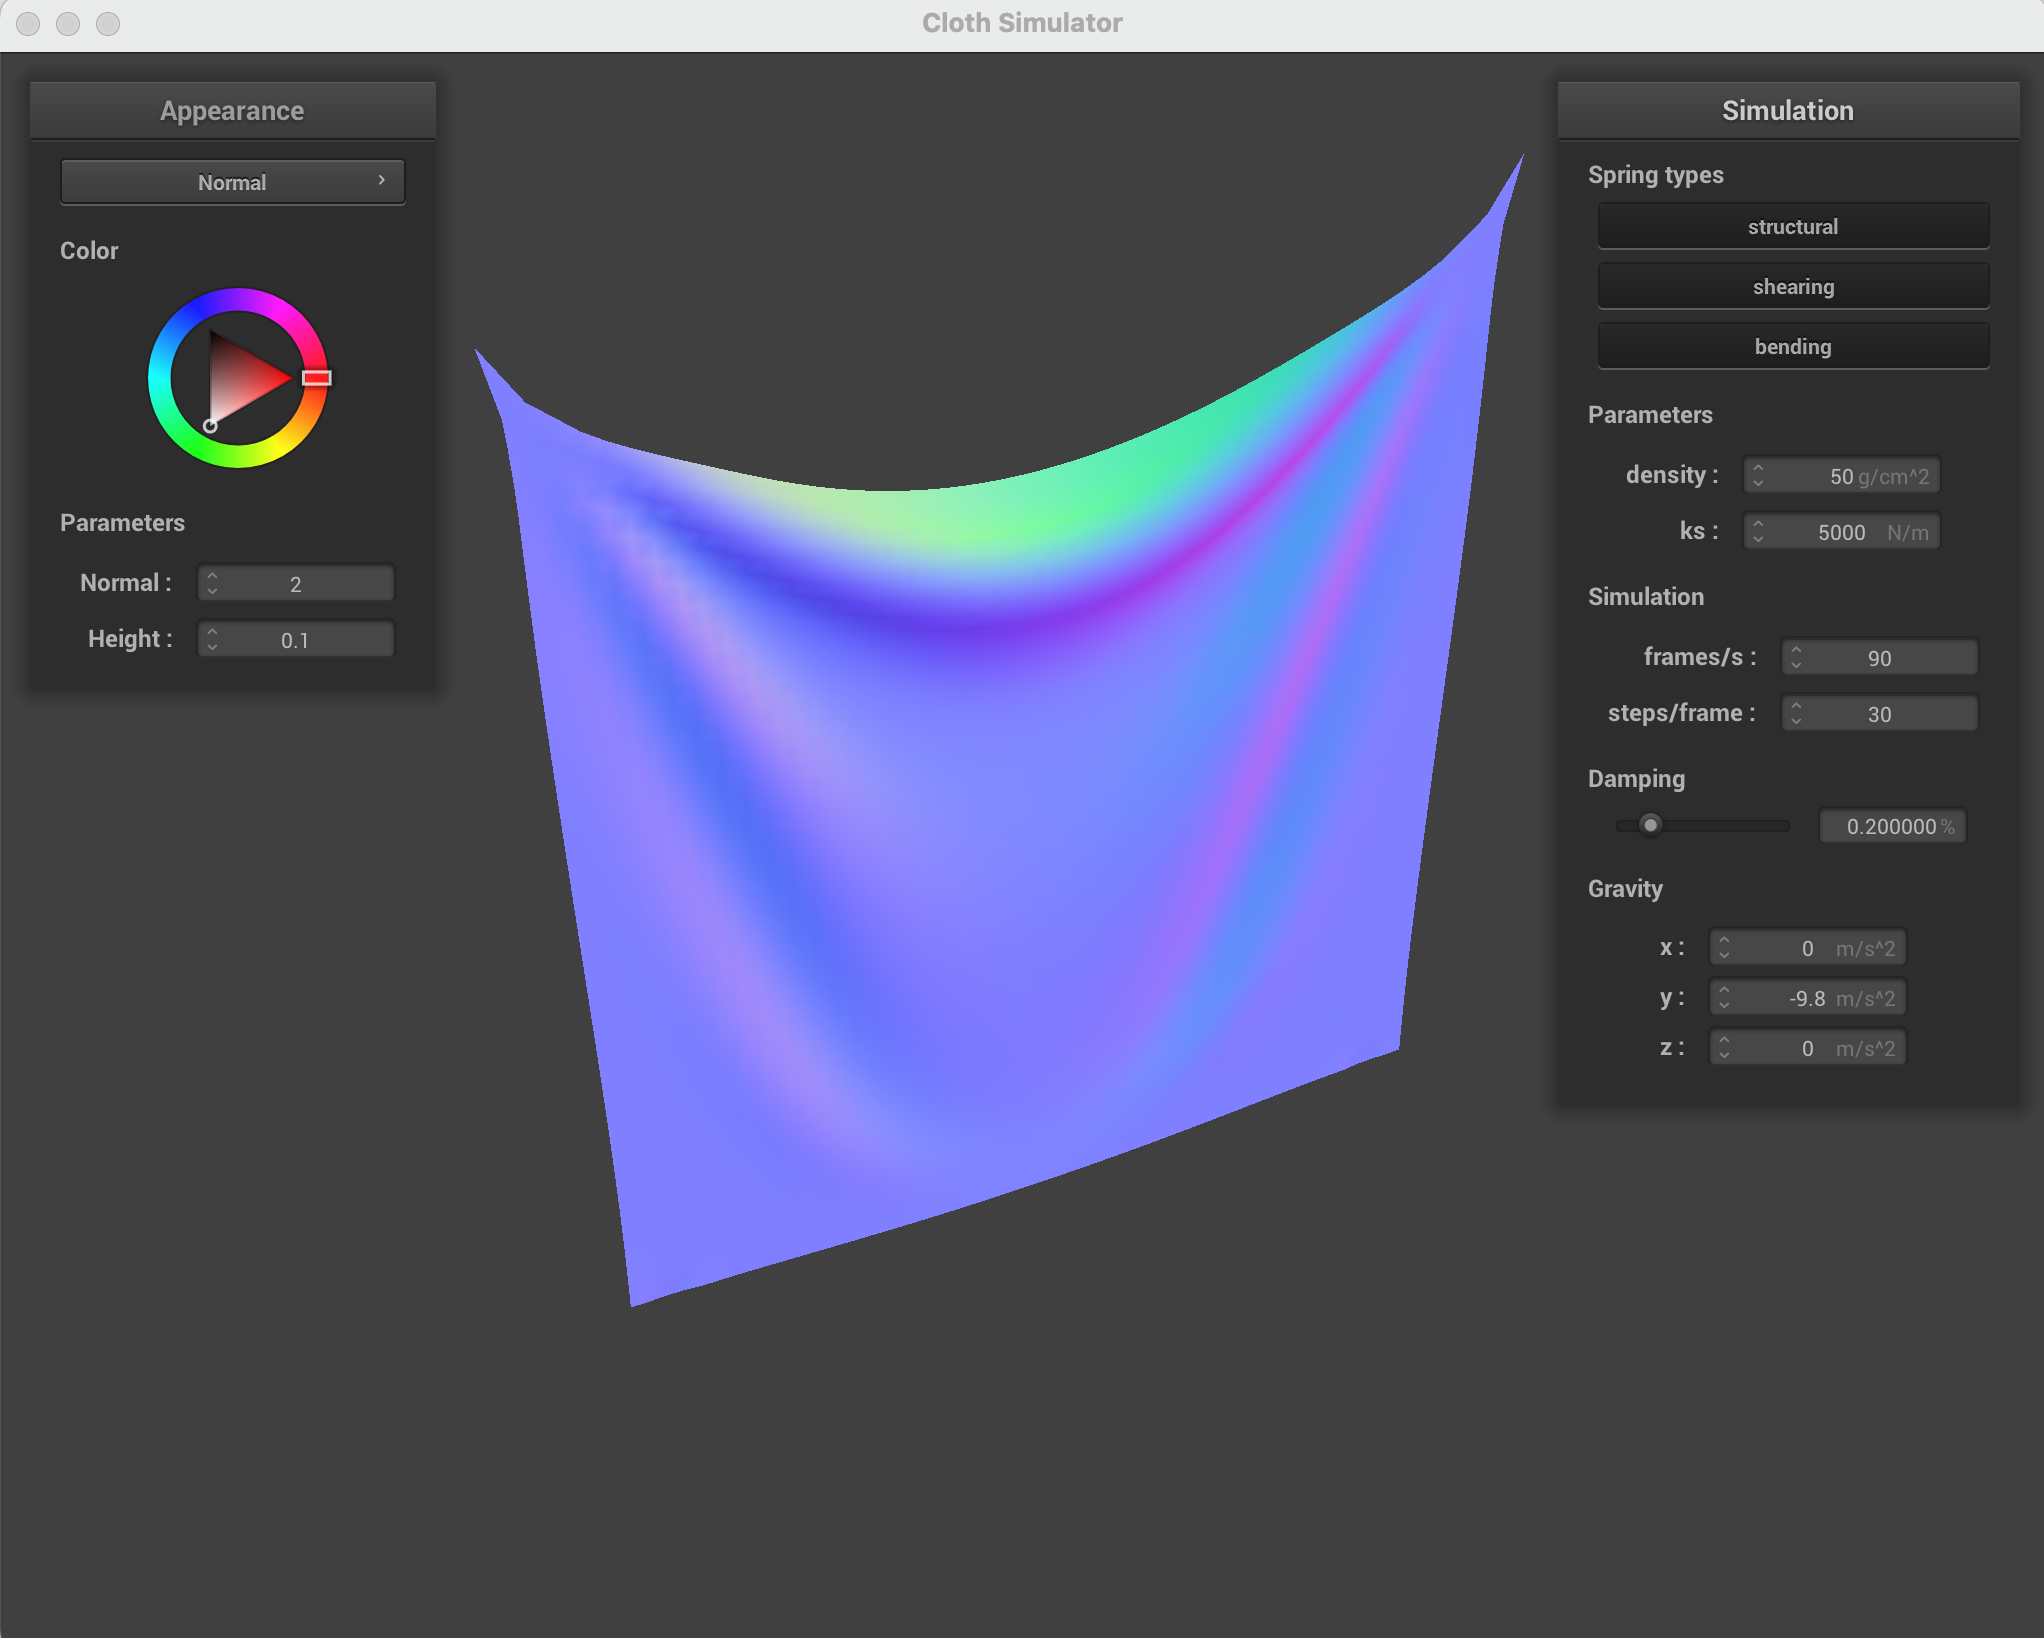 Cloth Simulator
Appearance
Normal
Color
Parameters
Normal : 2
Height : 0.1
Simulation
Spring types
structural
shearing
bending
Parameters
density : 50 g/cm^2
ks : 5000 N/m
Simulation
frames/s : 90
steps/frame : 30
Damping
0.200000 %
Gravity
x : 0 m/s^2
y : -9.8 m/s^2
z : 0 m/s^2